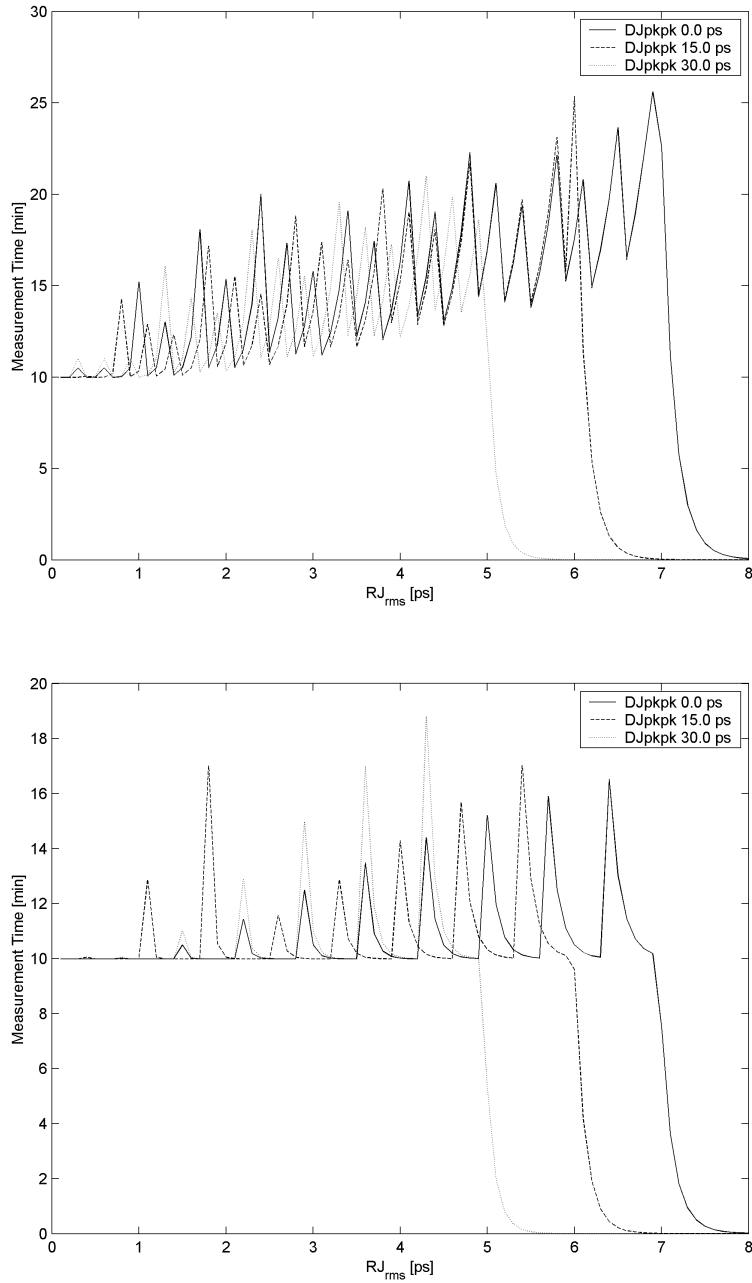 30
25
20
15
10
5
0
Measurement Time [min]
DJpkpk 0.0 ps
DJpkpk 15.0 ps
DJpkpk 30.0 ps
0 1 2 3 4 5 6 7 8
RJrms [ps]
20
18
16
14
12
10
8
6
4
2
0
Measurement Time [min]
DJpkpk 0.0 ps
DJpkpk 15.0 ps
DJpkpk 30.0 ps
0 1 2 3 4 5 6 7 8
RJrms [ps]